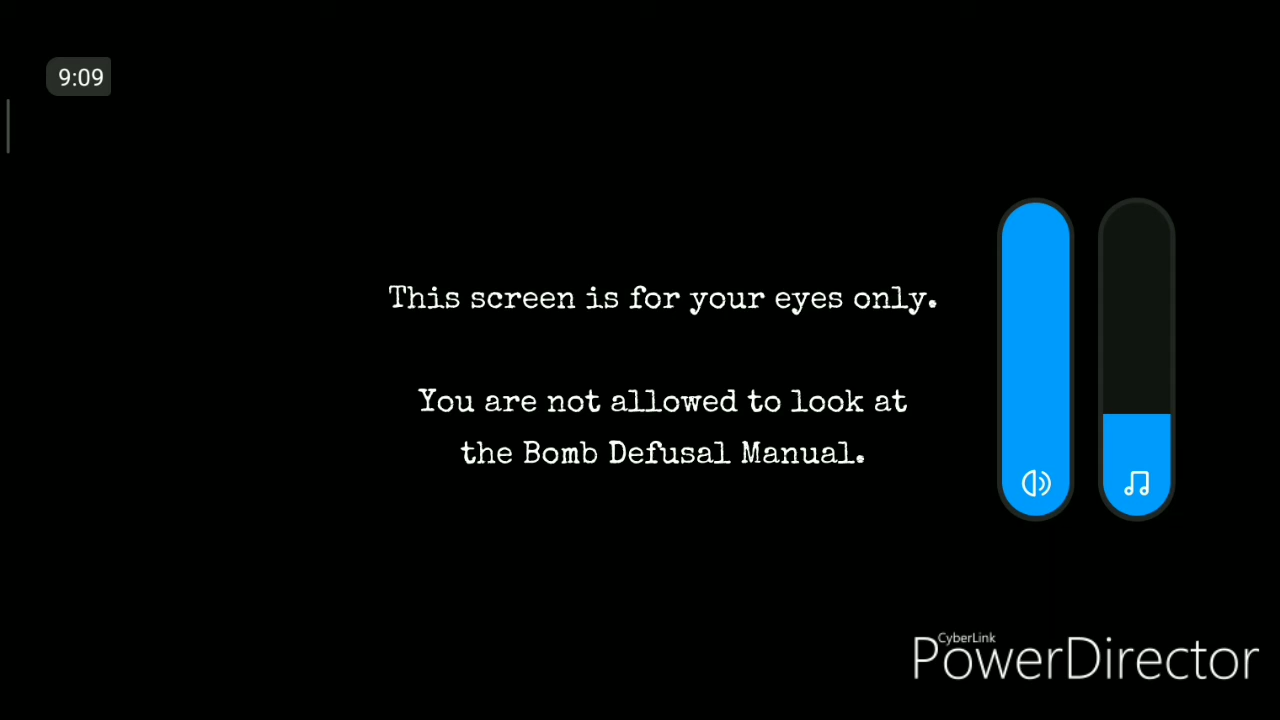 9:09
This screen is for your eyes only.
You are not allowed to look at
the Bomb Defusal Manual.
CyberLink
PowerDirector